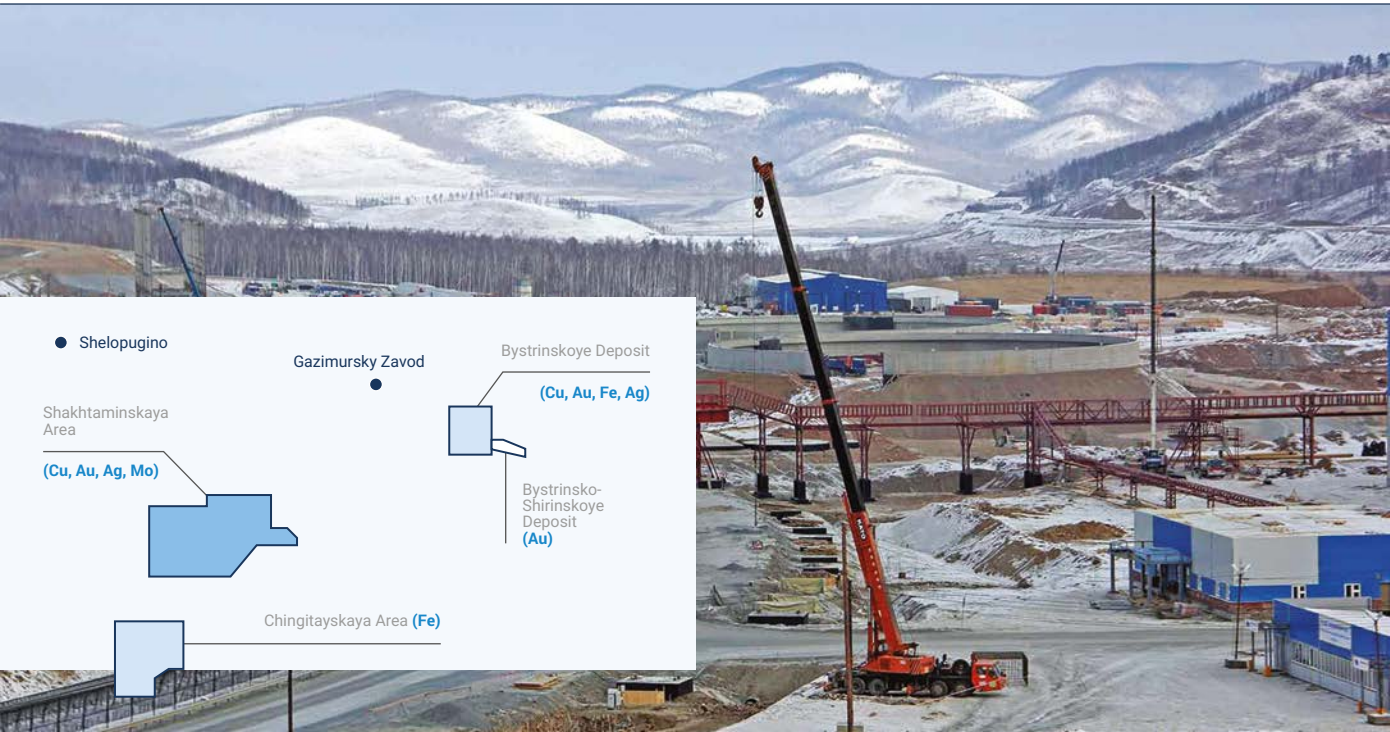 Shelopugino
Gazimursky Zavod
Bystrinskoye Deposit
(Cu, Au, Fe, Ag)
Shakhtaminskaya
Area
(Cu, Au, Ag, Mo)
Bystrinsko-
Shirinskoye
Deposit
(Au)
Chingitayskaya Area (Fe)
KATO